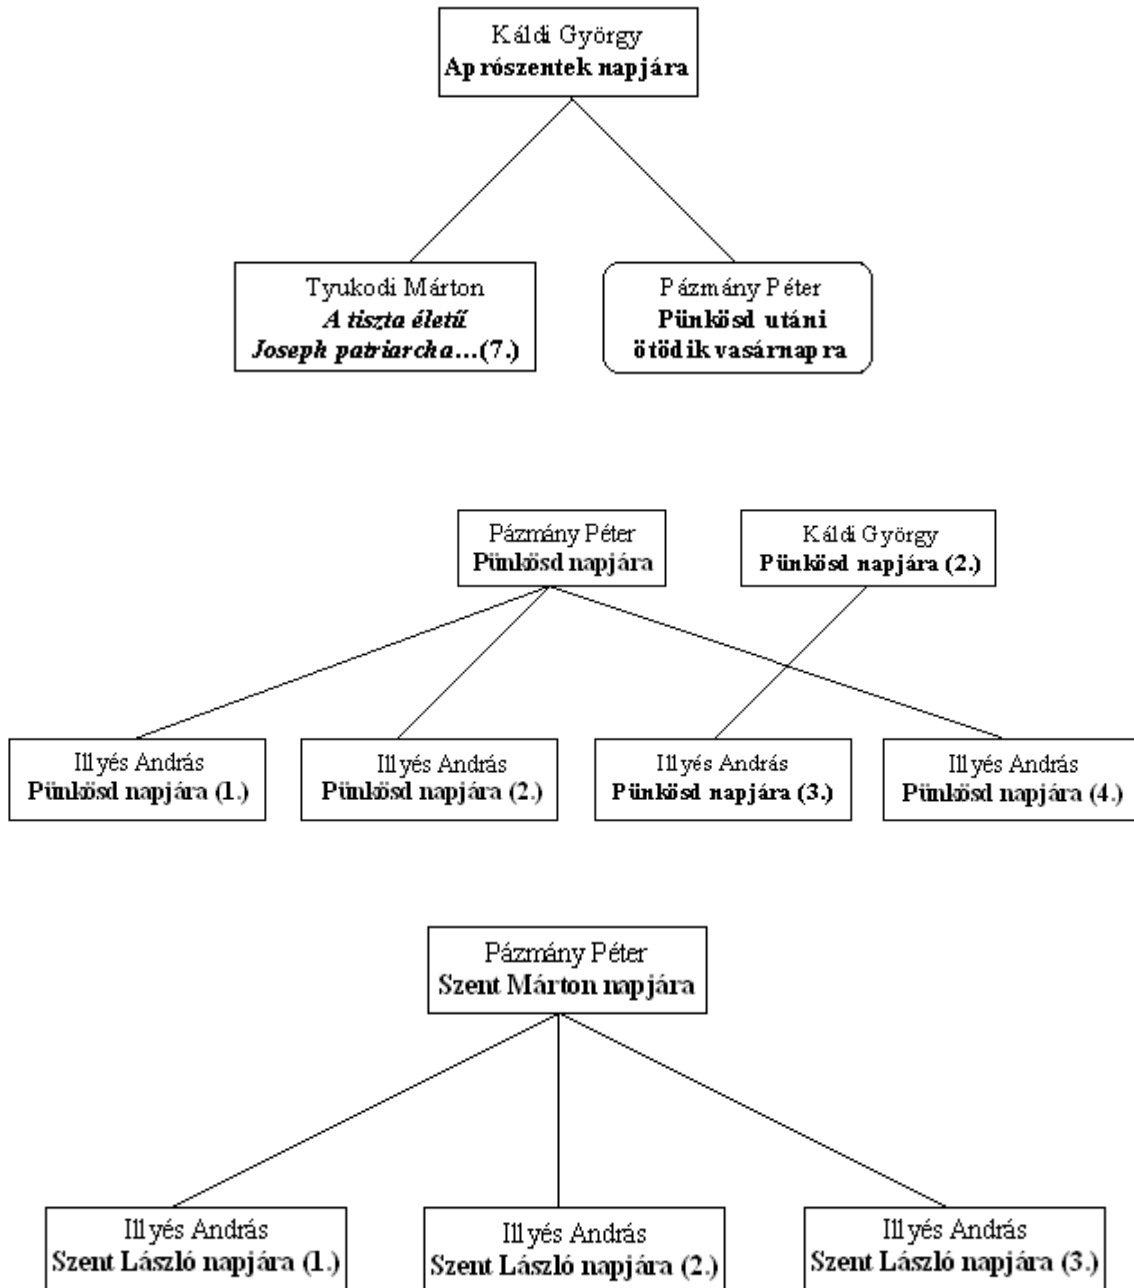 Káldi György
Aprószentek napjára
Tyukodi Márton
A tiszta életű
Joseph patriarcha...(7.)
Pázmány Péter
Pünkösd utáni
ötödik vasárnapra
Pázmány Péter
Pünkösd napjára
Káldi György
Pünkösd napjára (2.)
Illyés András
Pünkösd napjára (1.)
Illyés András
Pünkösd napjára (2.)
Illyés András
Pünkösd napjára (3.)
Illyés András
Pünkösd napjára (4.)
Pázmány Péter
Szent Márton napjára
Illyés András
Szent László napjára (1.)
Illyés András
Szent László napjára (2.)
Illyés András
Szent László napjára (3.)